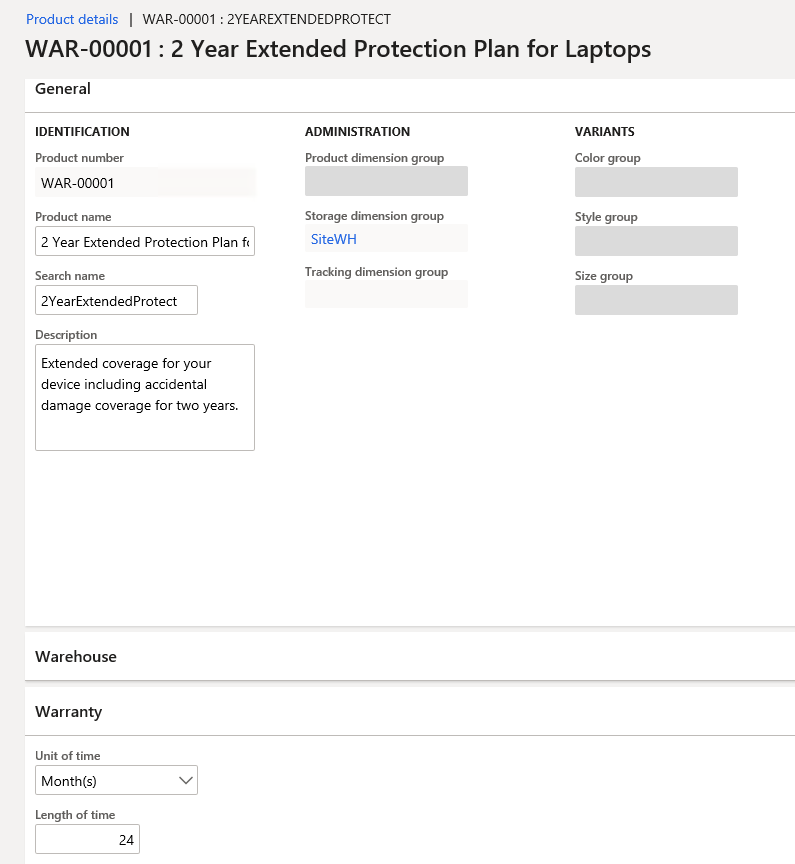 Product details | WAR-00001 : 2YEAREXTENDEDPROTECT
WAR-00001 : 2 Year Extended Protection Plan for Laptops
General
IDENTIFICATION
Product number
WAR-00001
Product name
2 Year Extended Protection Plan fo
Search name
2YearExtendedProtect
Description
Extended coverage for your
device including accidental
damage coverage for two years.
ADMINISTRATION
Product dimension group
Storage dimension group
SiteWH
Tracking dimension group
VARIANTS
Color group
Style group
Size group
Warehouse
Warranty
Unit of time
Month(s)
Length of time
24